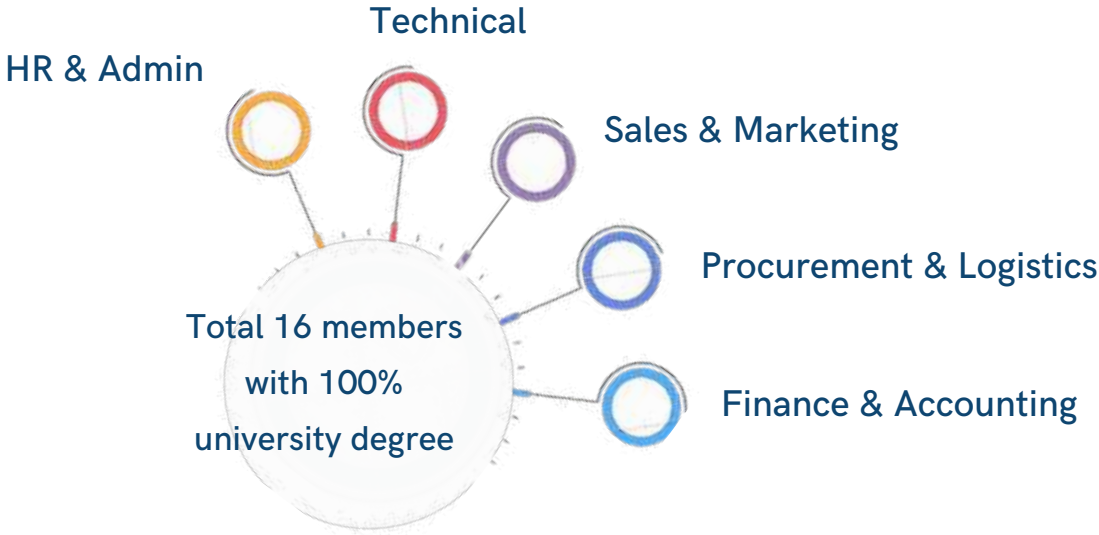 Technical
HR & Admin
Sales & Marketing
Procurement & Logistics
Total 16 members
with 100%
university degree
Finance & Accounting